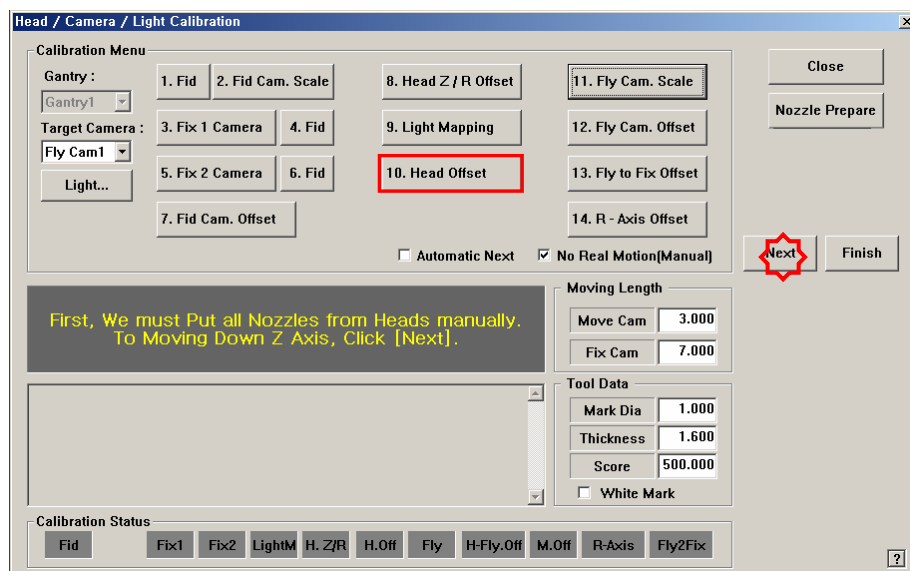 Head / Camera / Light Calibration
Calibration Menu
Gantry :
Gantry1
Target Camera :
Fly Cam1
Light...
1. Fid
2. Fid Cam. Scale
3. Fix 1 Camera
4. Fid
5. Fix 2 Camera
6. Fid
7. Fid Cam. Offset
8. Head Z / R Offset
9. Light Mapping
10. Head Offset
11. Fly Cam. Scale
12. Fly Cam. Offset
13. Fly to Fix Offset
14. R - Axis Offset
Automatic Next
No Real Motion(Manual)
Close
Nozzle Prepare
Next
Finish
First, We must Put all Nozzles from Heads manually.
To Moving Down Z Axis, Click [Next].
Moving Length
Move Cam 3.000
Fix Cam 7.000
Tool Data
Mark Dia 1.000
Thickness 1.600
Score 500.000
White Mark
Calibration Status
Fid Fix1 Fix2 LightM H. Z/R H.Off Fly H-Fly.Off M.Off R-Axis Fly2Fix
?